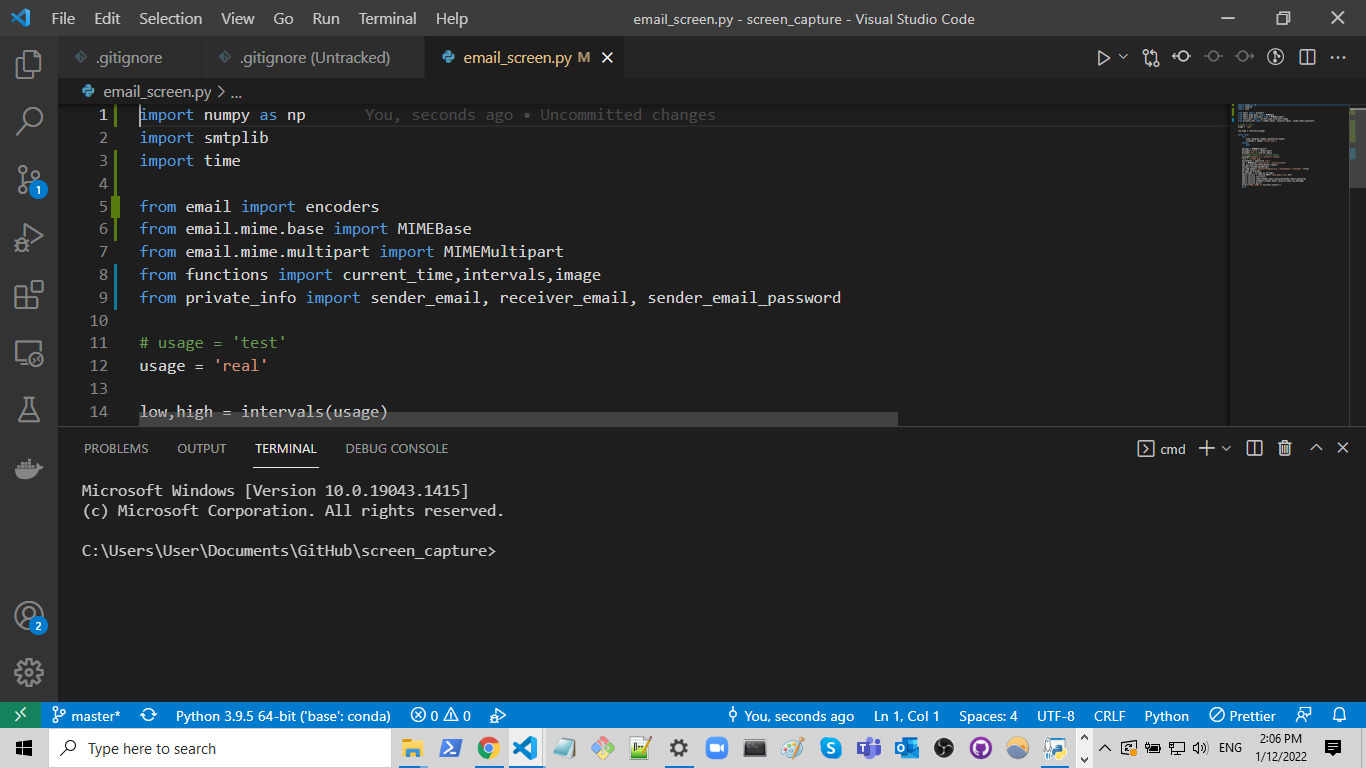 File Edit Selection View Go Run Terminal Help email_screen.py - screen_capture - Visual Studio Code
.gitignore .gitignore (Untracked) email_screen.py M
email_screen.py > ...
1 import numpy as np You, seconds ago • Uncommitted changes
2 import smtplib
3 import time
4
5 from email import encoders
6 from email.mime.base import MIMEBase
7 from email.mime.multipart import MIMEMultipart
8 from functions import current_time,intervals,image
9 from private_info import sender_email, receiver_email, sender_email_password
10
11 # usage = 'test'
12 usage = 'real'
13
14 low,high = intervals(usage)
1
PROBLEMS OUTPUT TERMINAL DEBUG CONSOLE cmd
Microsoft Windows [Version 10.0.19043.1415]
(c) Microsoft Corporation. All rights reserved.
C:\Users\User\Documents\GitHub\screen_capture>
2
master* Python 3.9.5 64-bit ('base': conda) 0 0 You, seconds ago Ln 1, Col 1 Spaces: 4 UTF-8 CRLF Python Prettier
Type here to search ENG 2:06 PM
1/12/2022